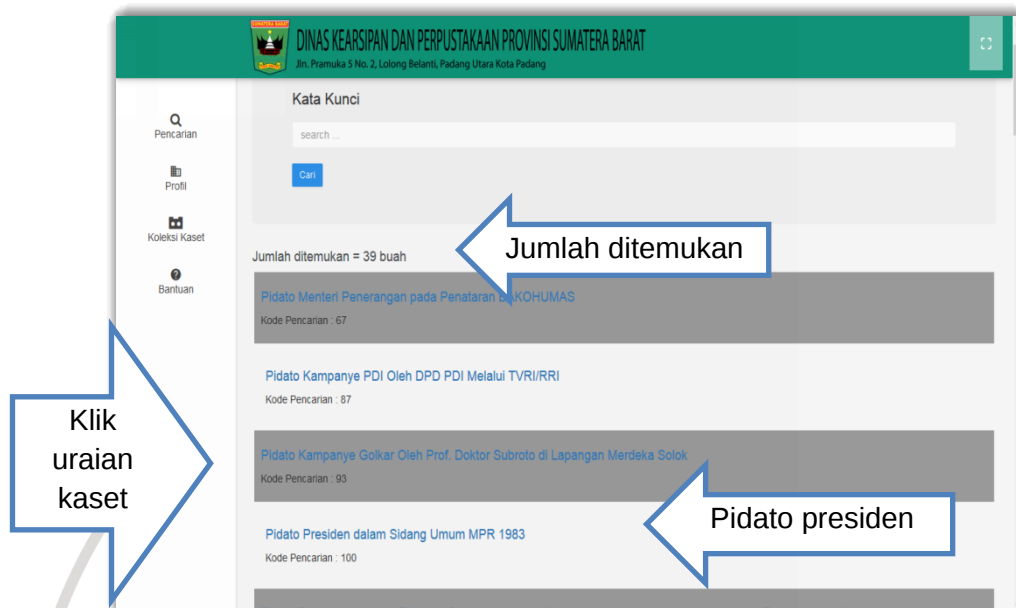 SUMATERA BARAT
DINAS KEARSIPAN DAN PERPUSTAKAAN PROVINSI SUMATERA BARAT
Jln. Pramuka 5 No. 2, Lolong Belanti, Padang Utara Kota Padang
Kata Kunci
search ...
Cari
Pencarian
Profil
Koleksi Kaset
Bantuan
Jumlah ditemukan
Jumlah ditemukan = 39 buah
Pidato Menteri Penerangan pada Penataran
Kode Pencarian : 67
Pidato Kampanye PDI Oleh DPD PDI Melalui TVRI/RRI
Kode Pencarian : 87
Klik
uraian
kaset
Pidato Kampanye Golkar Oleh Prof. Doktor Subroto di Lapangan Merdeka Solok
Kode Pencarian : 93
Pidato presiden
Pidato Presiden dalam Sidang Umum MPR 1983
Kode Pencarian : 100